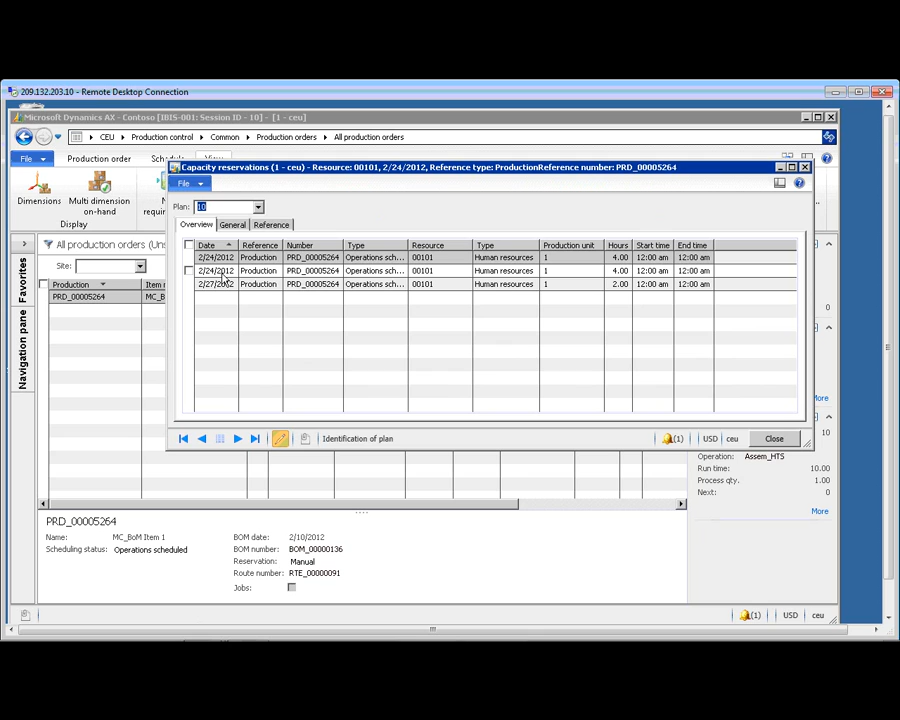 209.132.203.10 - Remote Desktop Connection
Microsoft Dynamics AX - Contoso [IBIS-001: Session ID - 10] - [1 - ceu]
CEU Production control Common Production orders All production orders
File Production order View
Capacity reservations (1 - ceu) - Resource: 00101, 2/24/2012, Reference type: ProductionReference number: PRD_00005264
File
Dimensions Multi dimension on-hand
Display
Plan: 10
Overview General Reference
Date Reference Number Type Resource Type Production unit Hours Start time End time
2/24/2012 Production PRD_00005264 Operations sch... 00101 Human resources 1 4.00 12:00 am 12:00 am
2/24/2012 Production PRD_00005264 Operations sch... 00101 Human resources 1 4.00 12:00 am 12:00 am
2/27/2012 Production PRD_00005264 Operations sch... 00101 Human resources 1 2.00 12:00 am 12:00 am
All production orders
Site:
Production
PRD_00005264
Favorites
Navigation pane
0
More
10
Identification of plan (1) USD ceu Close
Operation: Assem_HTS
Run time: 10.00
Process qty. 1.00
Next: 0
More
PRD_00005264
Name: MC_BoM Item 1
Scheduling status: Operations scheduled
BOM date: 2/10/2012
BOM number: BOM_00000136
Reservation: Manual
Route number: RTE_00000091
Jobs:
(1) USD ceu